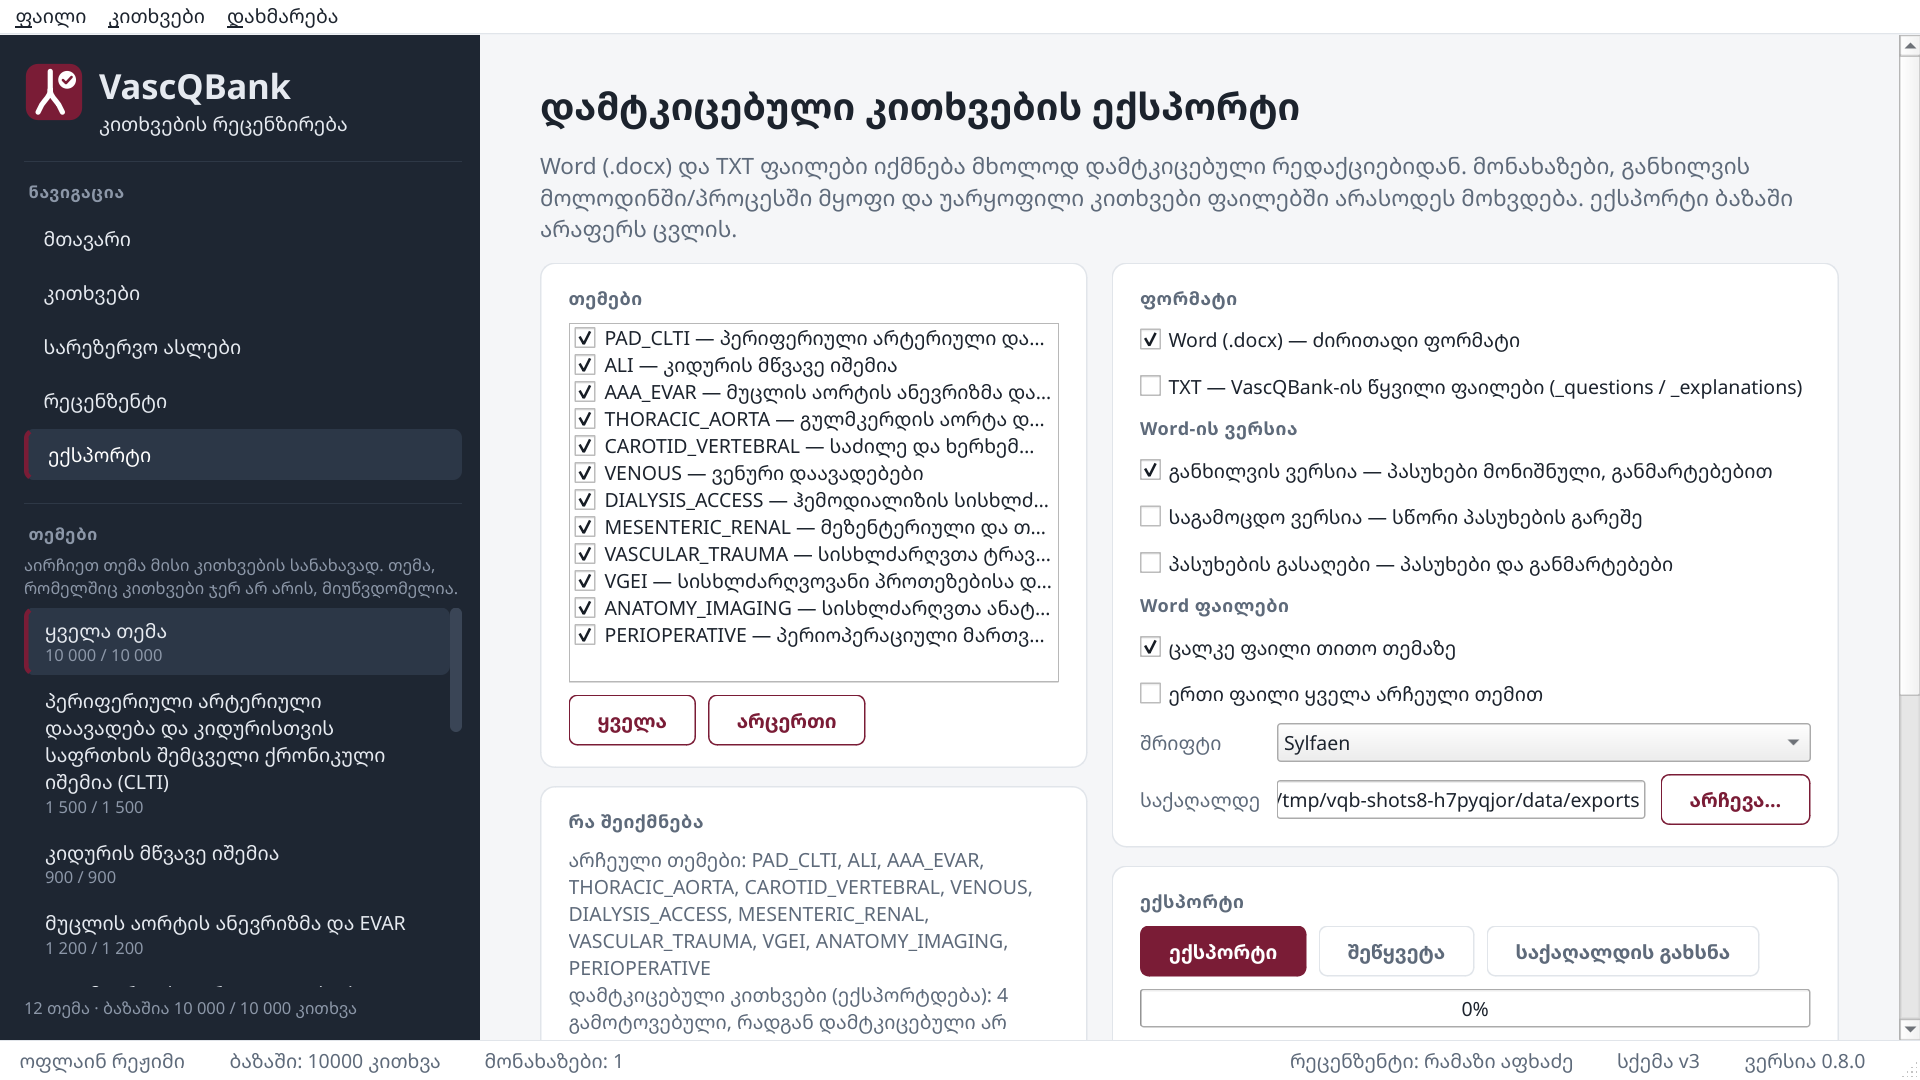 ფაილი კითხვები დახმარება
VascQBank
კითხვების რეცენზირება
ნავიგაცია
მთავარი
კითხვები
სარეზერვო ასლები
რეცენზენტი
ექსპორტი
თემები
აირჩიეთ თემა მისი კითხვების სანახავად. თემა,
რომელშიც კითხვები ჯერ არ არის, მიუწვდომელია.
ყველა თემა
10 000 / 10 000
პერიფერიული არტერიული
დაავადება და კიდურისთვის
საფრთხის შემცველი ქრონიკული
იშემია (CLTI)
1 500 / 1 500
კიდურის მწვავე იშემია
900 / 900
მუცლის აორტის ანევრიზმა და EVAR
1 200 / 1 200
12 თემა · ბაზაშია 10 000 / 10 000 კითხვა
დამტკიცებული კითხვების ექსპორტი
Word (.docx) და TXT ფაილები იქმნება მხოლოდ დამტკიცებული რედაქციებიდან. მონახაზები, განხილვის
მოლოდინში/პროცესში მყოფი და უარყოფილი კითხვები ფაილებში არასოდეს მოხვდება. ექსპორტი ბაზაში
არაფერს ცვლის.
თემები
PAD_CLTI — პერიფერიული არტერიული და...
ALI — კიდურის მწვავე იშემია
AAA_EVAR — მუცლის აორტის ანევრიზმა და...
THORACIC_AORTA — გულმკერდის აორტა დ...
CAROTID_VERTEBRAL — საძილე და ხერხემ...
VENOUS — ვენური დაავადებები
DIALYSIS_ACCESS — ჰემოდიალიზის სისხლძ...
MESENTERIC_RENAL — მეზენტერიული და თ...
VASCULAR_TRAUMA — სისხლძარღვთა ტრავ...
VGEI — სისხლძარღვოვანი პროთეზებისა დ...
ANATOMY_IMAGING — სისხლძარღვთა ანატ...
PERIOPERATIVE — პერიოპერაციული მართვ...
ყველა არცერთი
რა შეიქმნება
არჩეული თემები: PAD_CLTI, ALI, AAA_EVAR,
THORACIC_AORTA, CAROTID_VERTEBRAL, VENOUS,
DIALYSIS_ACCESS, MESENTERIC_RENAL,
VASCULAR_TRAUMA, VGEI, ANATOMY_IMAGING,
PERIOPERATIVE
დამტკიცებული კითხვები (ექსპორტდება): 4
გამოტოვებული, რადგან დამტკიცებული არ
ფორმატი
Word (.docx) — ძირითადი ფორმატი
TXT — VascQBank-ის წყვილი ფაილები (_questions / _explanations)
Word-ის ვერსია
განხილვის ვერსია — პასუხები მონიშნული, განმარტებებით
საგამოცდო ვერსია — სწორი პასუხების გარეშე
პასუხების გასაღები — პასუხები და განმარტებები
Word ფაილები
ცალკე ფაილი თითო თემაზე
ერთი ფაილი ყველა არჩეული თემით
შრიფტი Sylfaen
საქაღალდე /tmp/vqb-shots8-h7pyqjor/data/exports არჩევა...
ექსპორტი
ექსპორტი შეწყვეტა საქაღალდის გახსნა
0%
ოფლაინ რეჟიმი ბაზაში: 10000 კითხვა მონახაზები: 1 რეცენზენტი: რამაზი აფხაძე სქემა v3 ვერსია 0.8.0